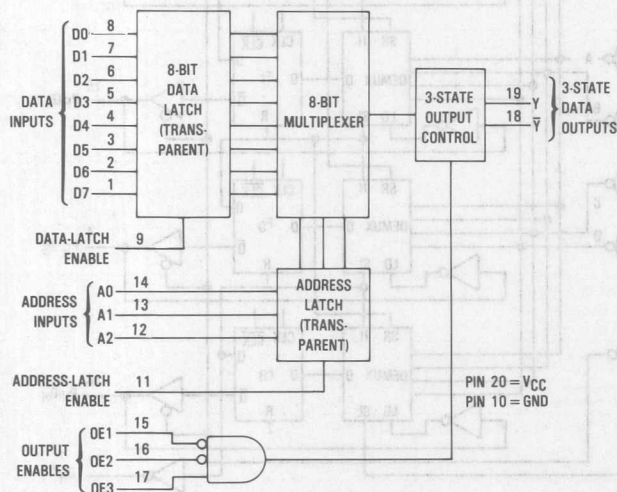 D0 8
D1 7
D2 6
D3 5
D4 4
D5 3
D6 2
D7 1
DATA
INPUTS
8-BIT
DATA
LATCH
(TRANS-
PARENT)
8-BIT
MULTIPLEXER
3-STATE
OUTPUT
CONTROL
19 Y
18 Y̅
3-STATE
DATA
OUTPUTS
DATA-LATCH
ENABLE
9
ADDRESS
INPUTS
A0 14
A1 13
A2 12
ADDRESS
LATCH
(TRANS-
PARENT)
ADDRESS-LATCH
ENABLE
11
PIN 20 = VCC
PIN 10 = GND
OUTPUT
ENABLES
OE1 15
OE2 16
OE3 17